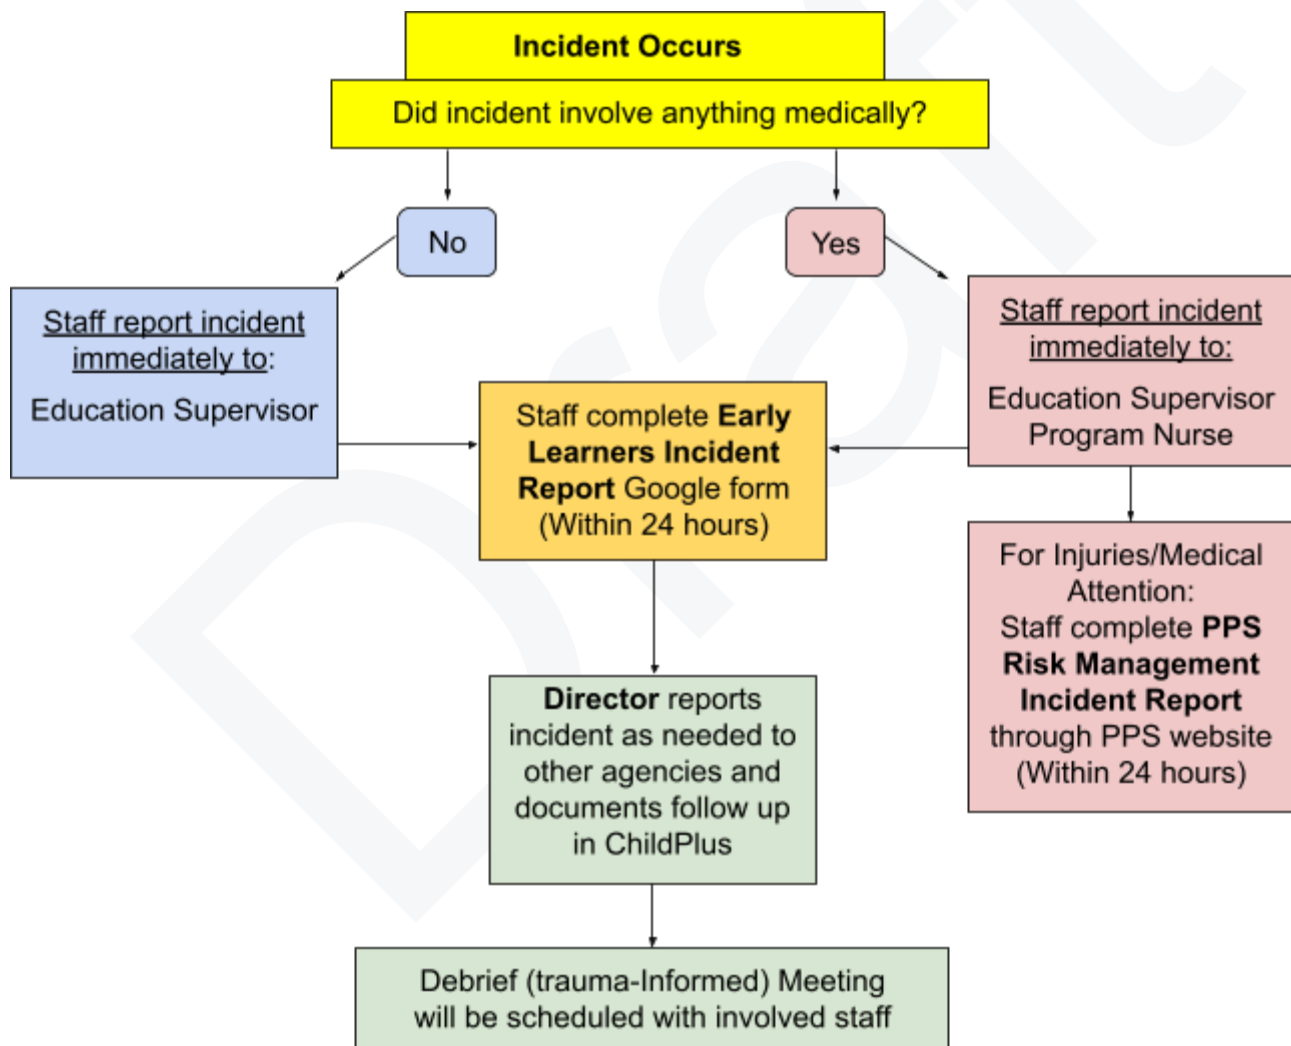 Incident Occurs
Did incident involve anything medically?
No
Yes
Staff report incident
immediately to:
Education Supervisor
Staff report incident
immediately to:
Education Supervisor
Program Nurse
Staff complete Early
Learners Incident
Report Google form
(Within 24 hours)
For Injuries/Medical
Attention:
Staff complete PPS
Risk Management
Incident Report
through PPS website
(Within 24 hours)
Director reports
incident as needed to
other agencies and
documents follow up
in ChildPlus
Debrief (trauma-Informed) Meeting
will be scheduled with involved staff
Draft